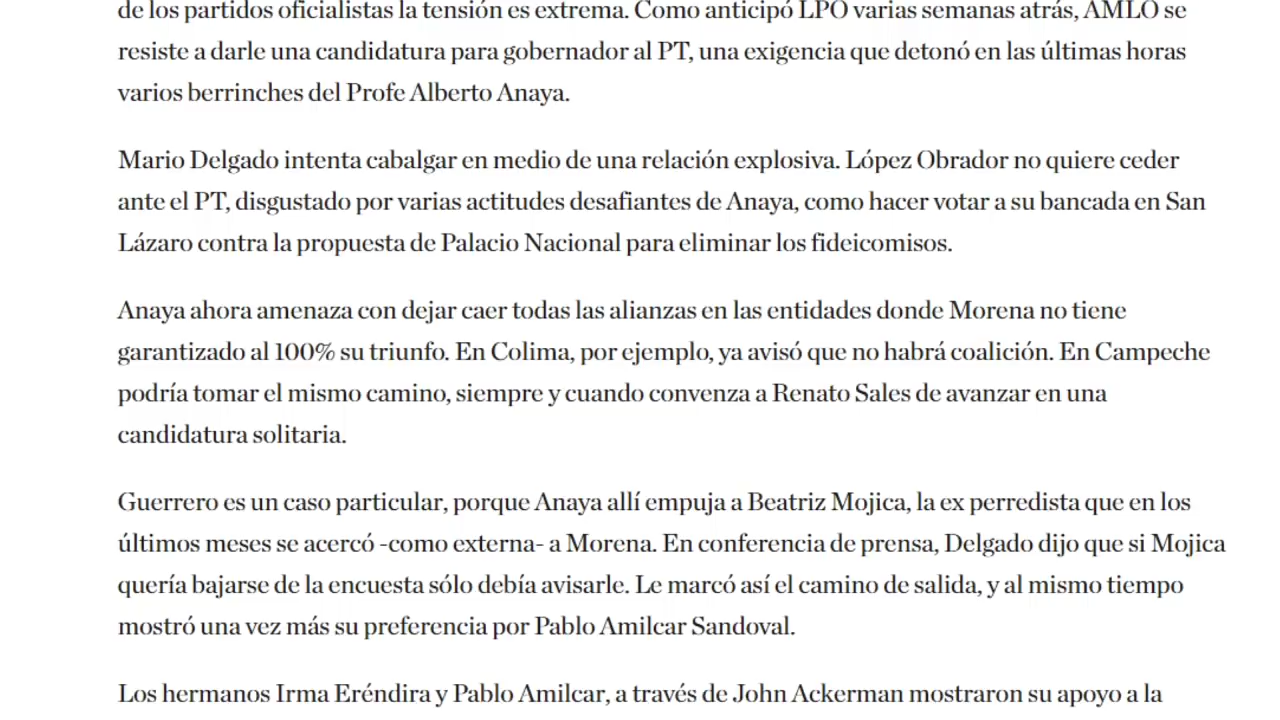 de los partidos oficialistas la tensión es extrema. Como anticipó LPO varias semanas atrás, AMLO se
resiste a darle una candidatura para gobernador al PT, una exigencia que detonó en las últimas horas
varios berrinches del Profe Alberto Anaya.
Mario Delgado intenta cabalgar en medio de una relación explosiva. López Obrador no quiere ceder
ante el PT, disgustado por varias actitudes desafiantes de Anaya, como hacer votar a su bancada en San
Lázaro contra la propuesta de Palacio Nacional para eliminar los fideicomisos.
Anaya ahora amenaza con dejar caer todas las alianzas en las entidades donde Morena no tiene
garantizado al 100% su triunfo. En Colima, por ejemplo, ya avisó que no habrá coalición. En Campeche
podría tomar el mismo camino, siempre y cuando convenza a Renato Sales de avanzar en una
candidatura solitaria.
Guerrero es un caso particular, porque Anaya allí empuja a Beatriz Mojica, la ex perredista que en los
últimos meses se acercó -como externa- a Morena. En conferencia de prensa, Delgado dijo que si Mojica
quería bajarse de la encuesta sólo debía avisarle. Le marcó así el camino de salida, y al mismo tiempo
mostró una vez más su preferencia por Pablo Amilcar Sandoval.
Los hermanos Irma Eréndira y Pablo Amilcar, a través de John Ackerman mostraron su apoyo a la